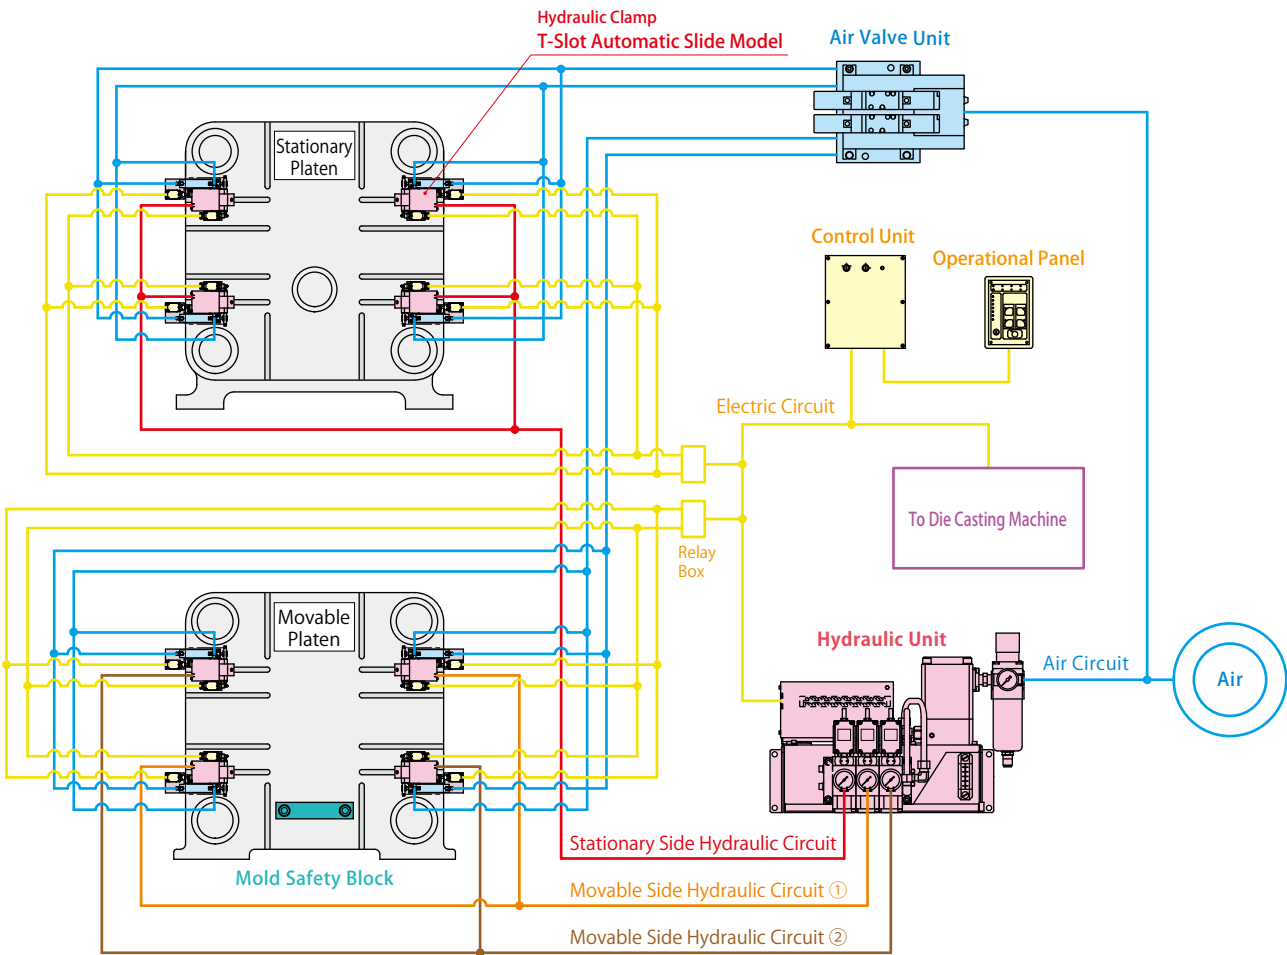 Hydraulic Clamp
T-Slot Automatic Slide Model
Air Valve Unit
Stationary
Platen
Control Unit
Operational Panel
Electric Circuit
To Die Casting Machine
Relay
Box
Movable
Platen
Hydraulic Unit
Air Circuit
Air
Stationary Side Hydraulic Circuit
Mold Safety Block
Movable Side Hydraulic Circuit ①
Movable Side Hydraulic Circuit ②